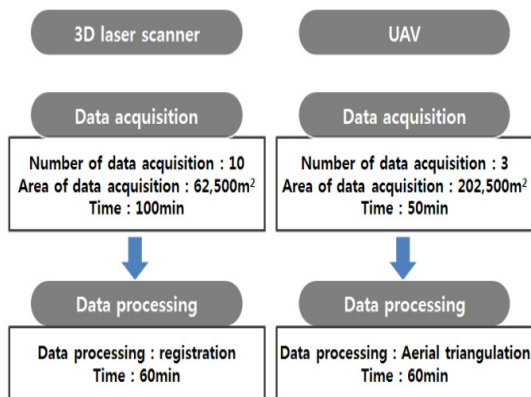 3D laser scanner
Data acquisition
Number of data acquisition : 10
Area of data acquisition : 62,500m²
Time : 100min
Data processing
Data processing : registration
Time : 60min
UAV
Data acquisition
Number of data acquisition : 3
Area of data acquisition : 202,500m²
Time : 50min
Data processing
Data processing : Aerial triangulation
Time : 60min